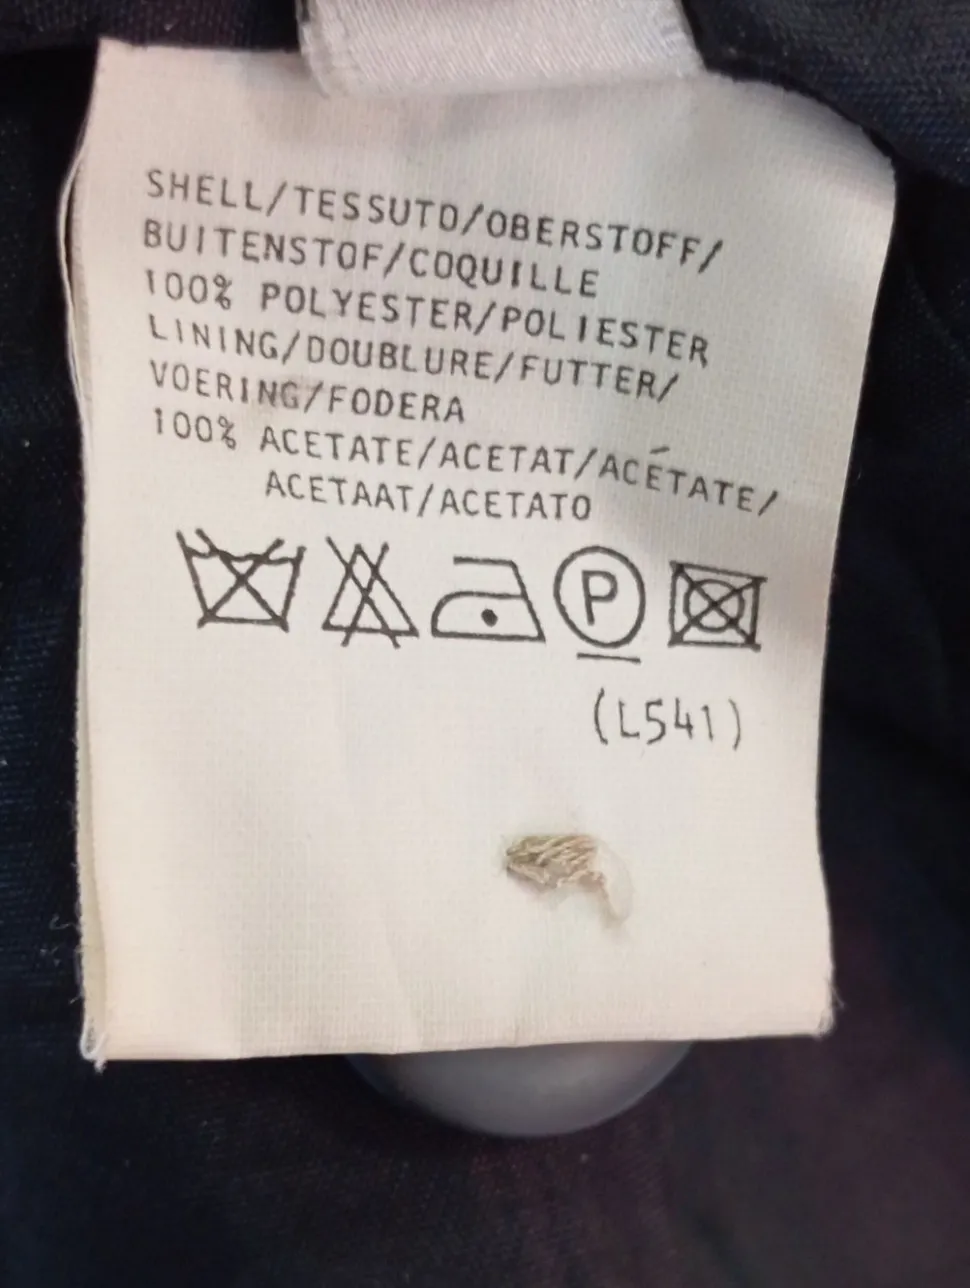 SHELL/TESSUTO/OBERSTOFF/
BUITENSTOF/COQUILLE
100% POLYESTER/POLIESTER
LINING/DOUBLURE/FUTTER/
VOERING/FODERA
100% ACETATE/ACETAT/ACÉTATE/
ACETAAT/ACETATO
P
(L541)